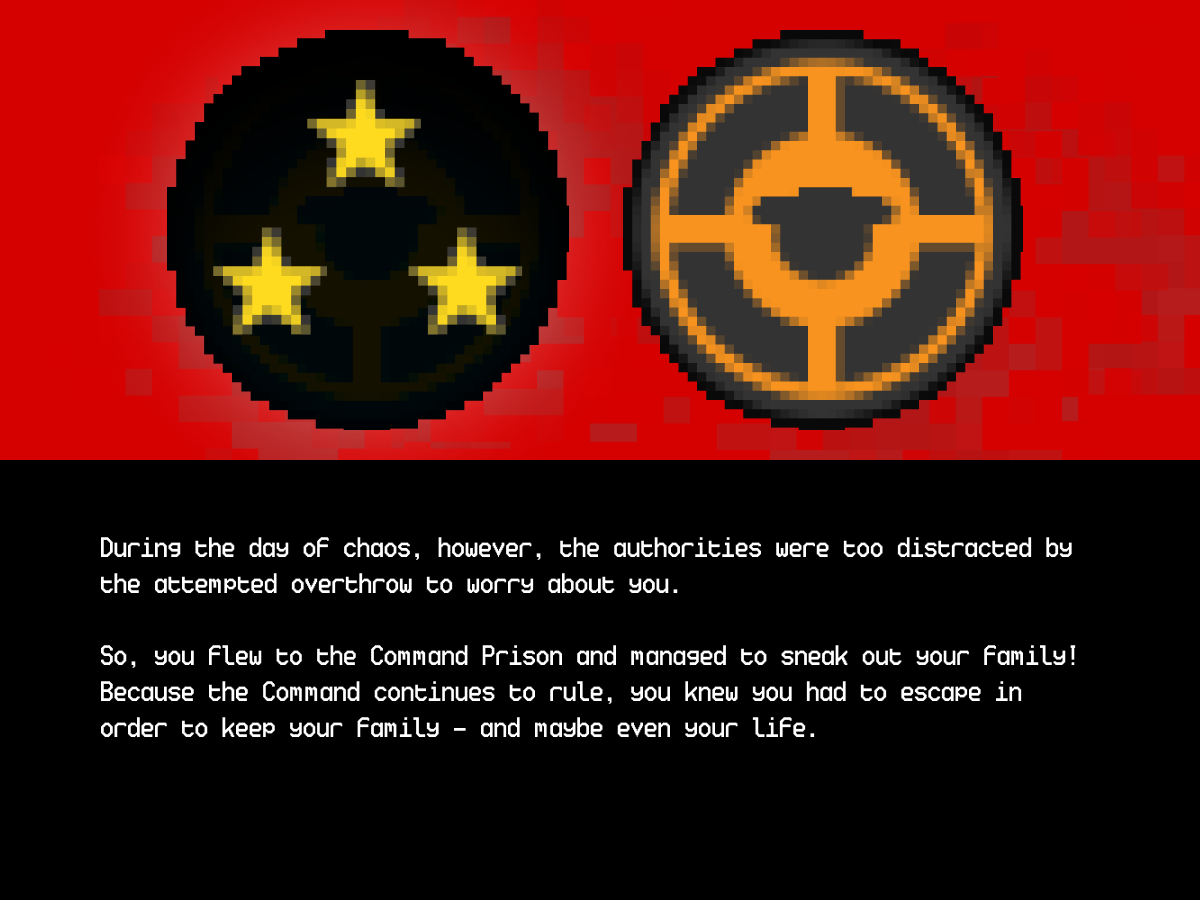 During the day of chaos, however, the authorities were too distracted by
the attempted overthrow to worry about you.
So, you flew to the Command Prison and managed to sneak out your family!
Because the Command continues to rule, you knew you had to escape in
order to keep your family – and maybe even your life.